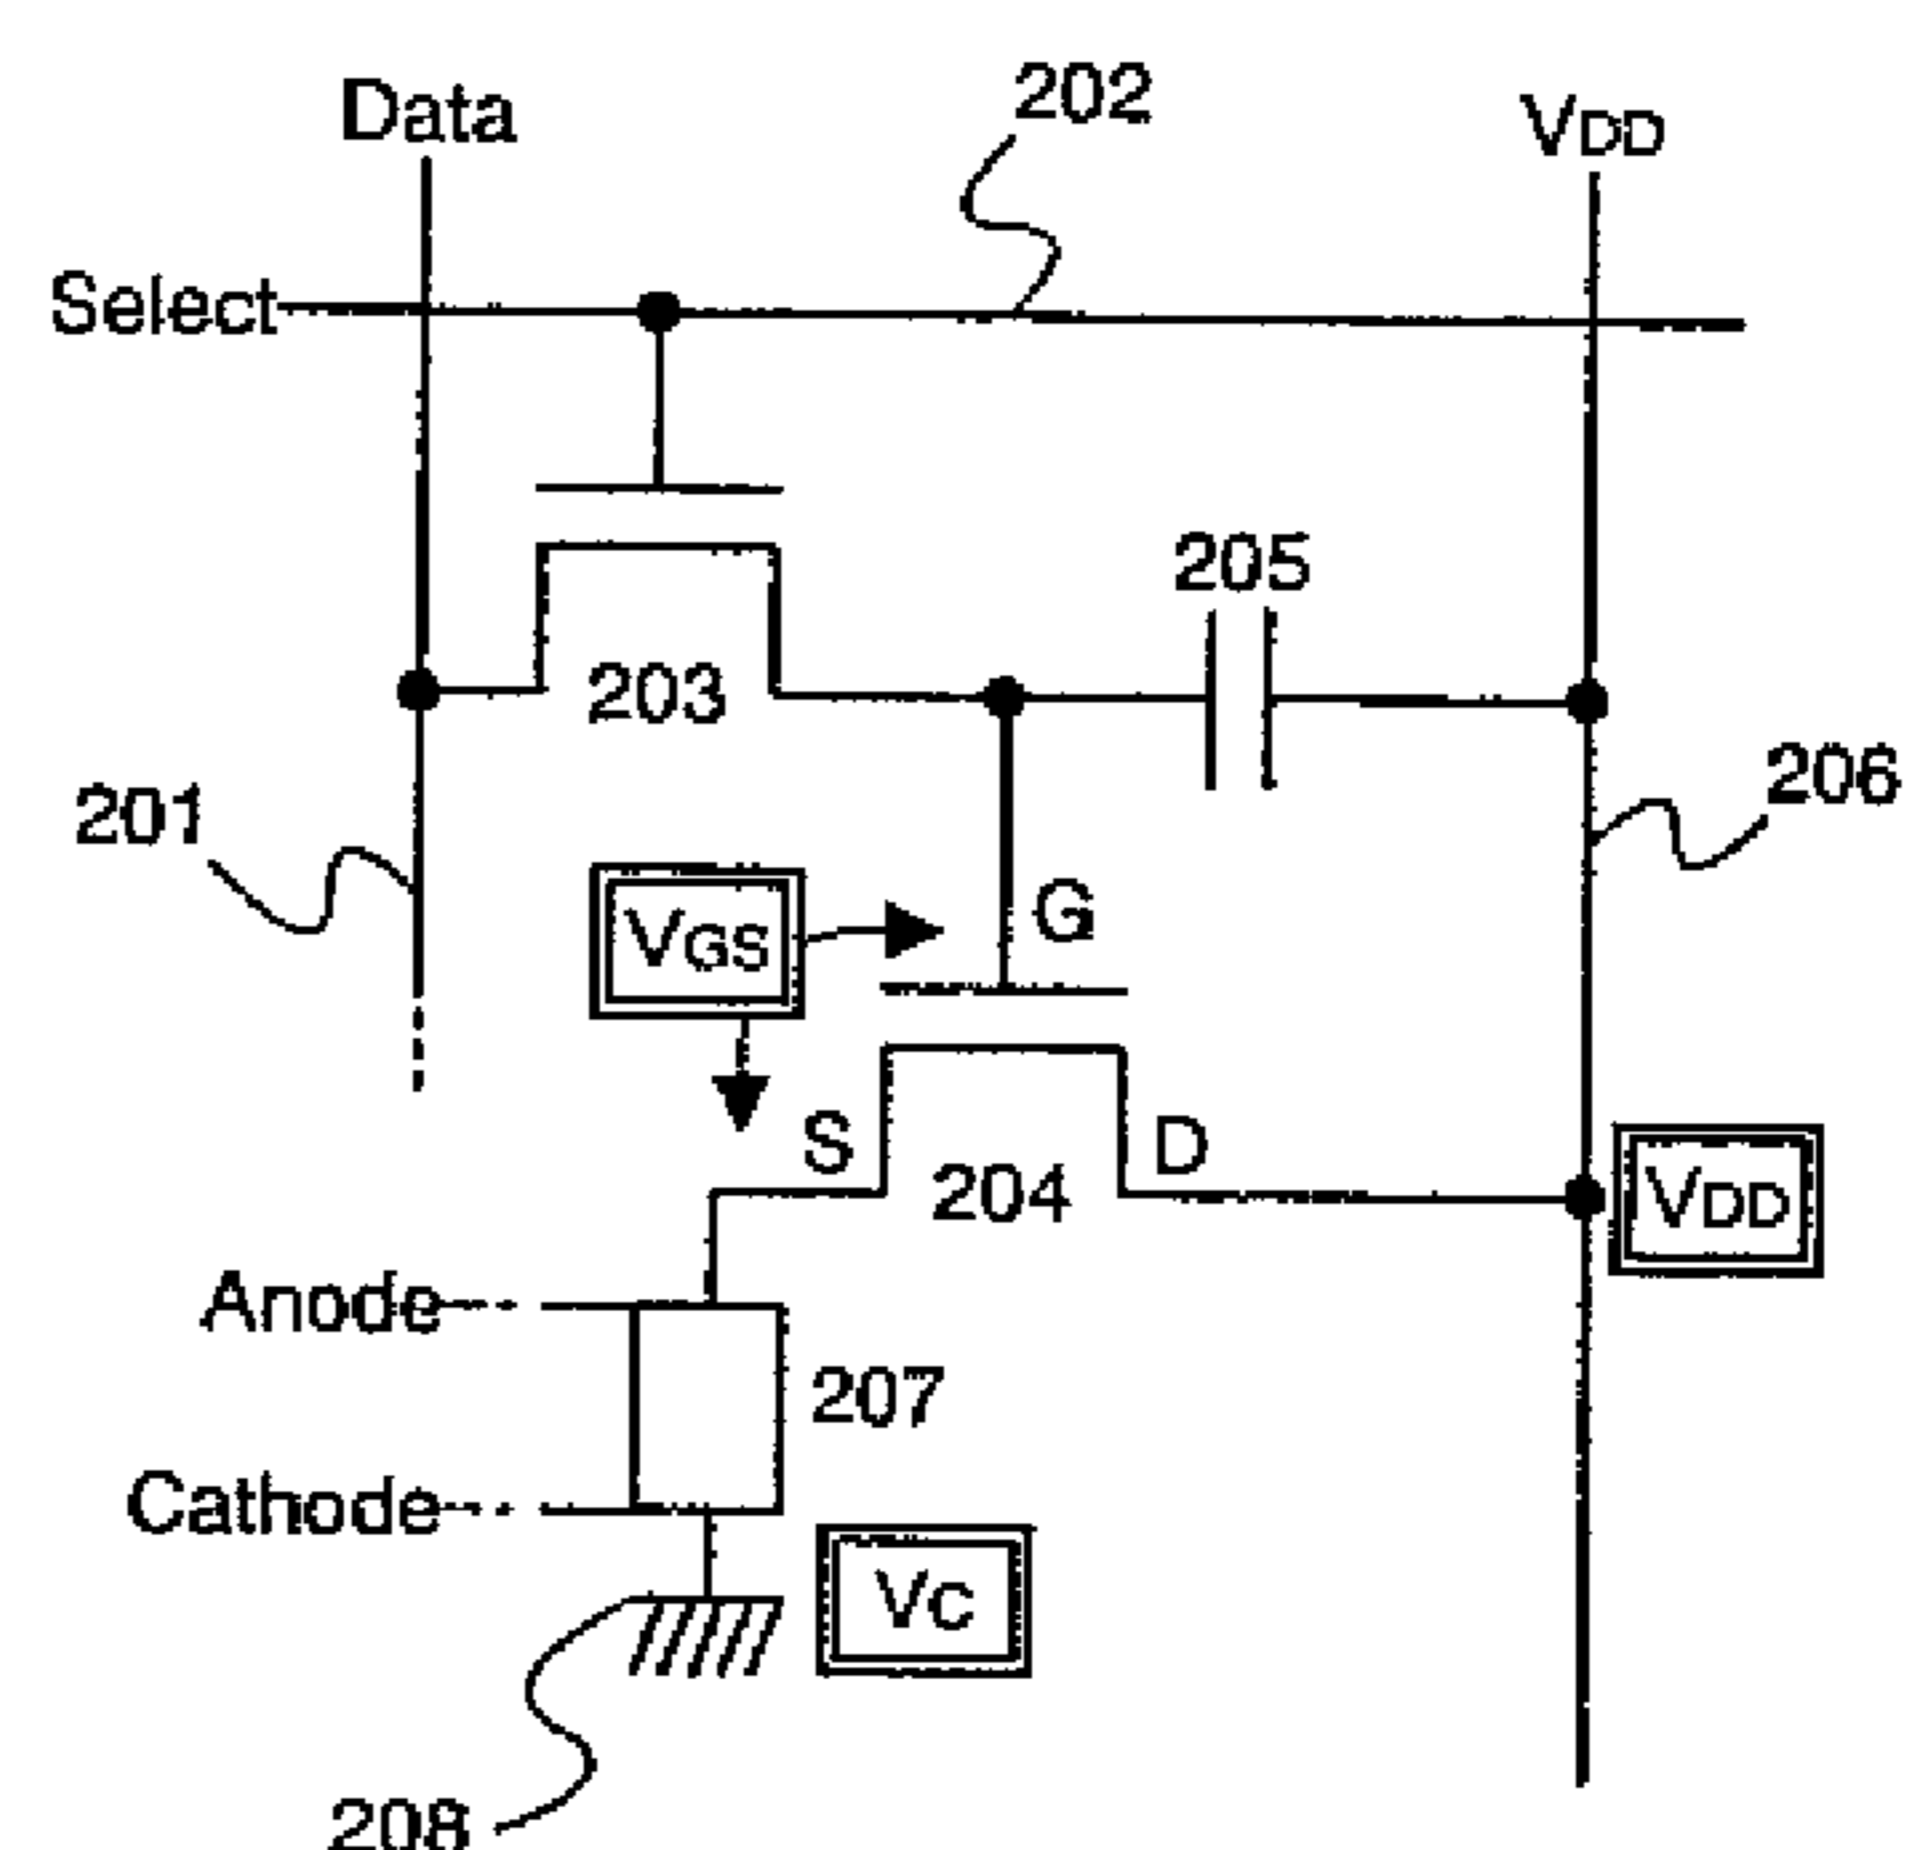 Data
202
VDD
Select
205
203
206
201
VGS
G
S
D
204
VDD
Anode
207
Cathode
VC
208